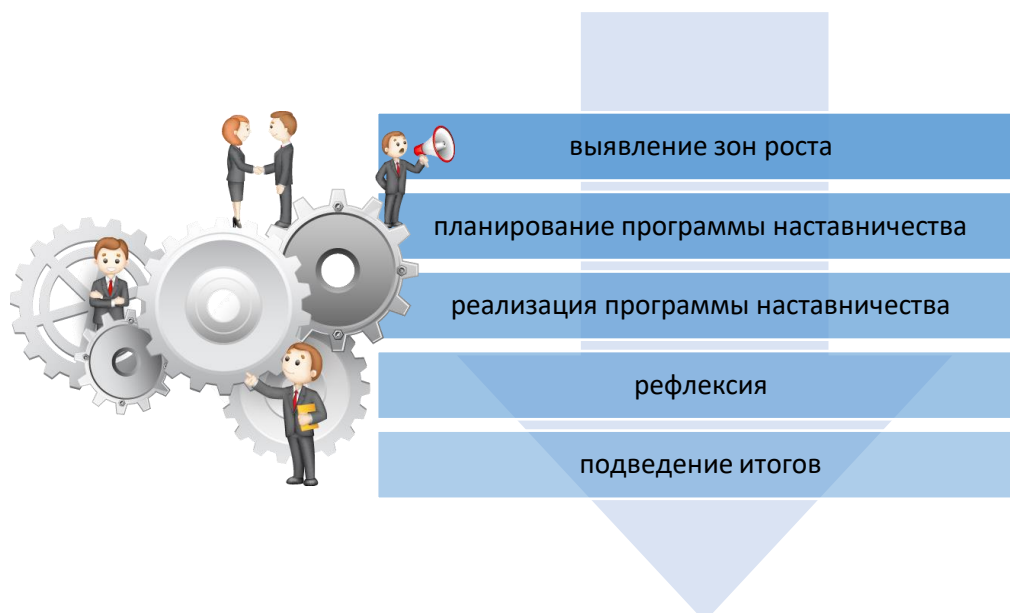 выявление зон роста
планирование программы наставничества
реализация программы наставничества
рефлексия
подведение итогов